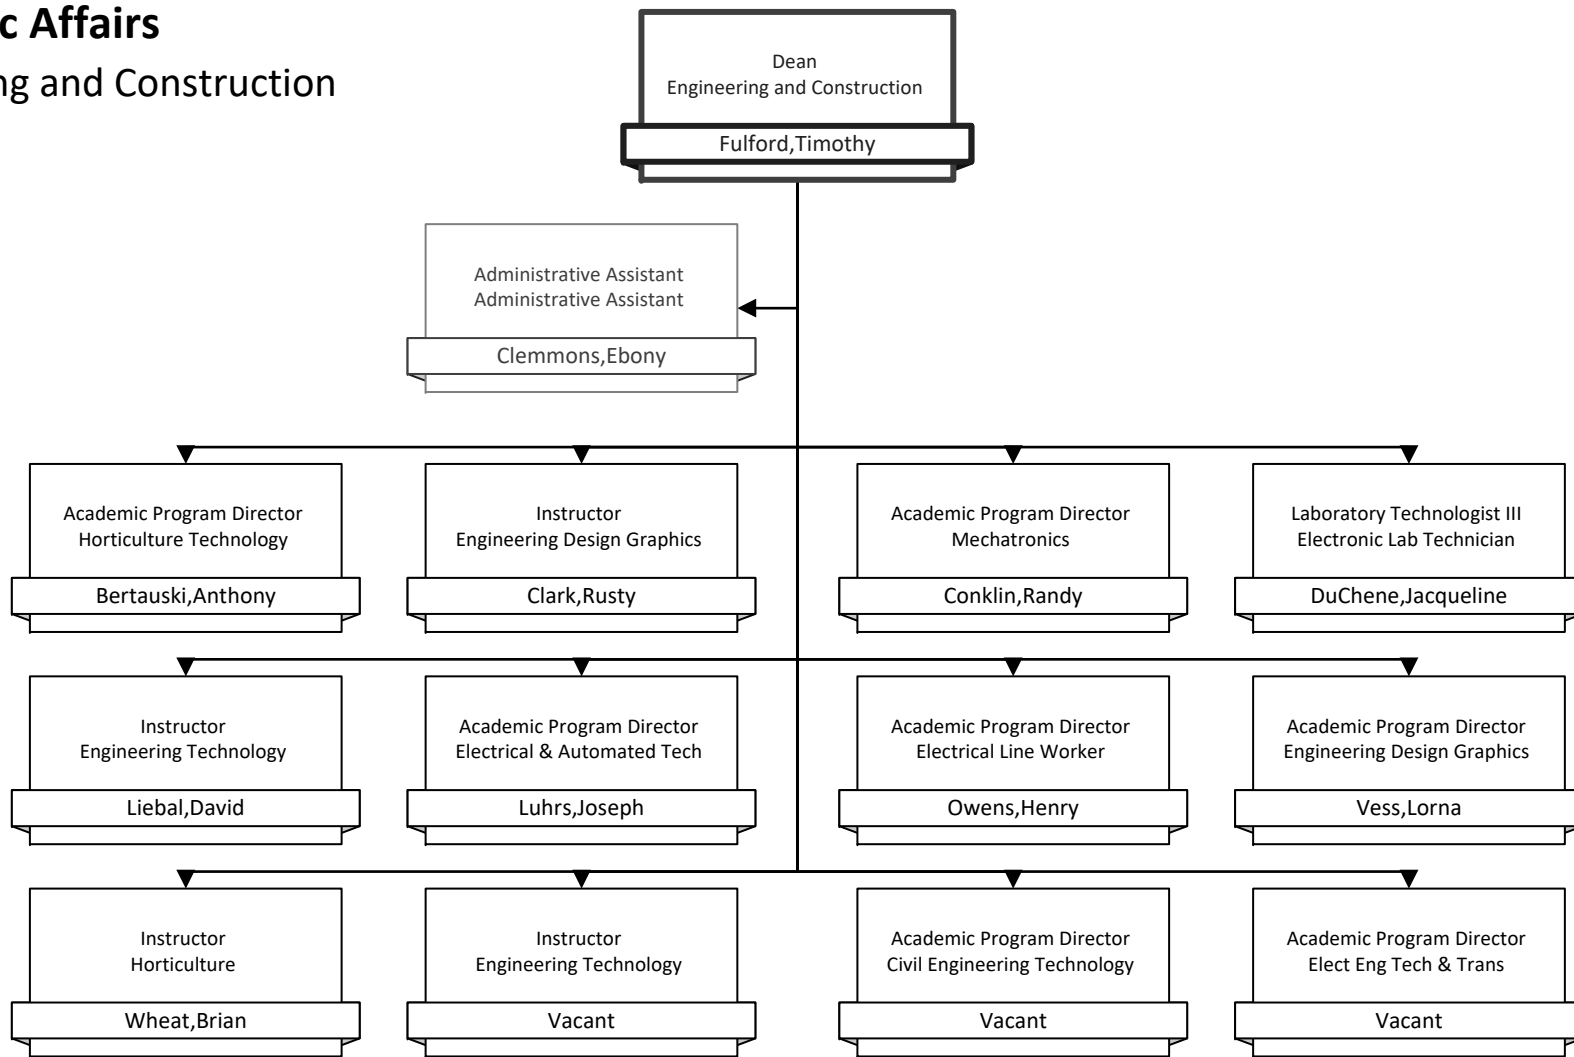 c Affairs
ng and Construction
Dean
Engineering and Construction
Fulford,Timothy
Administrative Assistant
Administrative Assistant
Clemmons,Ebony
Academic Program Director
Horticulture Technology
Bertauski,Anthony
Instructor
Engineering Design Graphics
Clark,Rusty
Academic Program Director
Mechatronics
Conklin,Randy
Laboratory Technologist III
Electronic Lab Technician
DuChene,Jacqueline
Instructor
Engineering Technology
Liebal,David
Academic Program Director
Electrical & Automated Tech
Luhrs,Joseph
Academic Program Director
Electrical Line Worker
Owens,Henry
Academic Program Director
Engineering Design Graphics
Vess,Lorna
Instructor
Horticulture
Wheat,Brian
Instructor
Engineering Technology
Vacant
Academic Program Director
Civil Engineering Technology
Vacant
Academic Program Director
Elect Eng Tech & Trans
Vacant